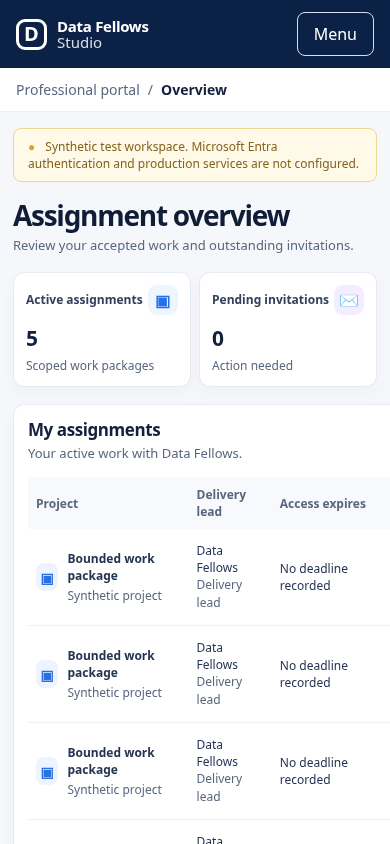 D
Data Fellows
Studio
Menu
Professional portal / Overview
Synthetic test workspace. Microsoft Entra
authentication and production services are not configured.
Assignment overview
Review your accepted work and outstanding invitations.
Active assignments
5
Scoped work packages
Pending invitations
0
Action needed
My assignments
Your active work with Data Fellows.
Project
Delivery
lead
Access expires
Bounded work
package
Synthetic project
Data
Fellows
Delivery
lead
No deadline
recorded
Bounded work
package
Synthetic project
Data
Fellows
Delivery
lead
No deadline
recorded
Bounded work
package
Synthetic project
Data
Fellows
Delivery
lead
No deadline
recorded
Data